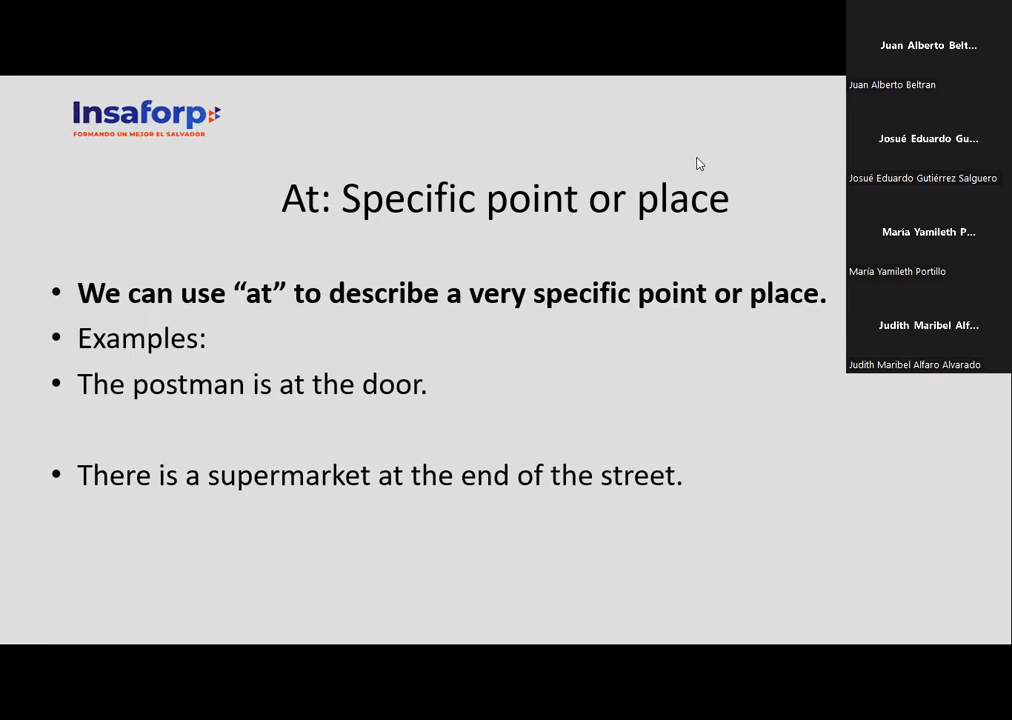 Insaforp
FORMANDO UN MEJOR EL SALVADOR
At: Specific point or place
• We can use “at” to describe a very specific point or place.
• Examples:
• The postman is at the door.
• There is a supermarket at the end of the street.
Juan Alberto Belt...
Juan Alberto Beltran
Josué Eduardo Gu...
Josué Eduardo Gutiérrez Salguero
María Yamileth P...
María Yamileth Portillo
Judith Maribel Alf...
Judith Maribel Alfaro Alvarado